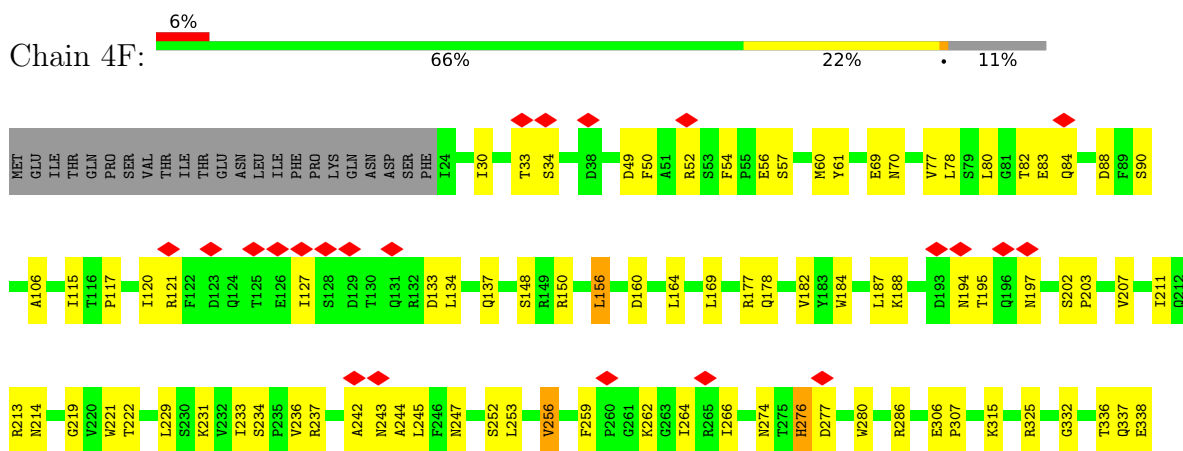 6%
Chain 4F:
66% 22% • 11%
MET GLU ILE THR GLN PRO SER VAL THR ILE THR GLU ASN LEU ILE PHE PRO LYS GLN ASN ASP SER PHE I24 I30 T33 S34 D38 D49 F50 A51 R52 S53 F54 P55 E56 S57 M60 Y61 E69 N70 V77 L78 S79 L80 G81 T82 E83 Q84 D88 F89 S90
A106 I115 T116 P117 I120 R121 F122 D123 Q124 T125 E126 I127 S128 D129 T130 Q131 R132 D133 L134 Q137 S148 R149 R150 L156 D160 L164 L169 R177 Q178 V182 Y183 W184 L187 K188 D193 N194 T195 Q196 N197 S202 P203 V207 I211 Q212
R213 N214 G219 V220 W221 T222 L229 S230 K231 V232 I233 S234 P235 V236 R237 A242 N243 A244 L245 F246 N247 S252 L253 V256 F259 P260 G261 K262 G263 I264 R265 I266 N274 T275 H276 D277 W280 R286 E306 P307 K315 R325 G332 T336 Q337 E338